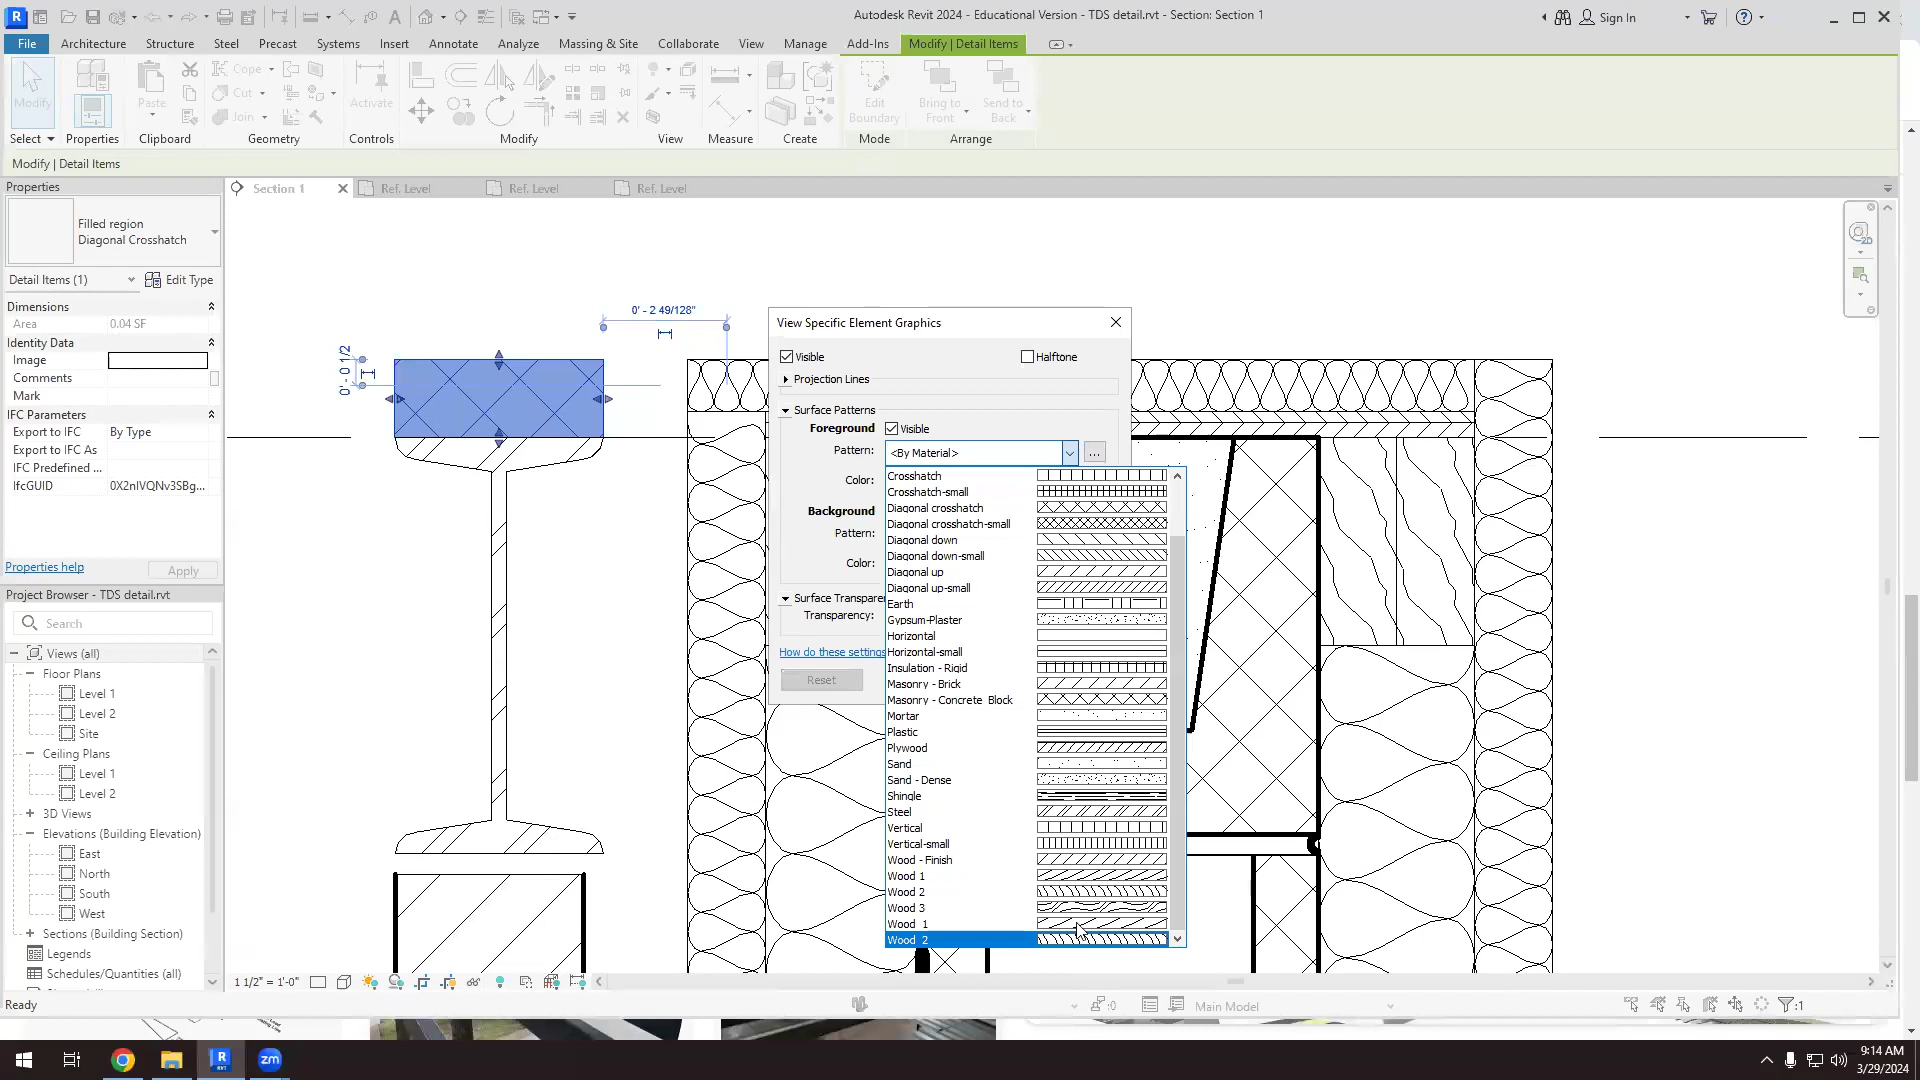 Autodesk Revit 2024 - Educational Version - TDS detail.rvt - Section: Section 1
Sign In
File Architecture Structure Steel Precast Systems Insert Annotate Analyze Massing & Site Collaborate View Manage Add-Ins Modify | Detail Items
Modify
Paste
Cope
Cut
Join
Activate
Edit
Boundary
Bring to
Front
Send to
Back
Select Properties Clipboard Geometry Controls Modify View Measure Create Mode Arrange
Modify | Detail Items
Properties
Section 1
Ref. Level
Ref. Level
Ref. Level
Filled region
Diagonal Crosshatch
Detail Items (1)
Edit Type
Dimensions
Area 0.04 SF
Identity Data
Image
Comments
Mark
IFC Parameters
Export to IFC By Type
Export to IFC As
IFC Predefined ...
IfcGUID 0X2nIVQNv3SBg...
Properties help
Apply
Project Browser - TDS detail.rvt
Search
Views (all)
Floor Plans
Level 1
Level 2
Site
Ceiling Plans
Level 1
Level 2
3D Views
Elevations (Building Elevation)
East
North
South
West
Sections (Building Section)
Legends
Schedules/Quantities (all)
0' - 2 49/128"
0' - 0 1/2
View Specific Element Graphics
Visible
Halftone
Projection Lines
Surface Patterns
Foreground Visible
Pattern: <By Material>
Color:
Background
Pattern:
Color:
Surface Transparen
Transparency:
How do these settings
Reset
Crosshatch
Crosshatch-small
Diagonal crosshatch
Diagonal crosshatch-small
Diagonal down
Diagonal down-small
Diagonal up
Diagonal up-small
Earth
Gypsum-Plaster
Horizontal
Horizontal-small
Insulation - Rigid
Masonry - Brick
Masonry - Concrete Block
Mortar
Plastic
Plywood
Sand
Sand - Dense
Shingle
Steel
Vertical
Vertical-small
Wood - Finish
Wood 1
Wood 2
Wood 3
Wood 1
Wood 2
1 1/2" = 1'-0"
Ready
:0
Main Model
:1
9:14 AM
3/29/2024